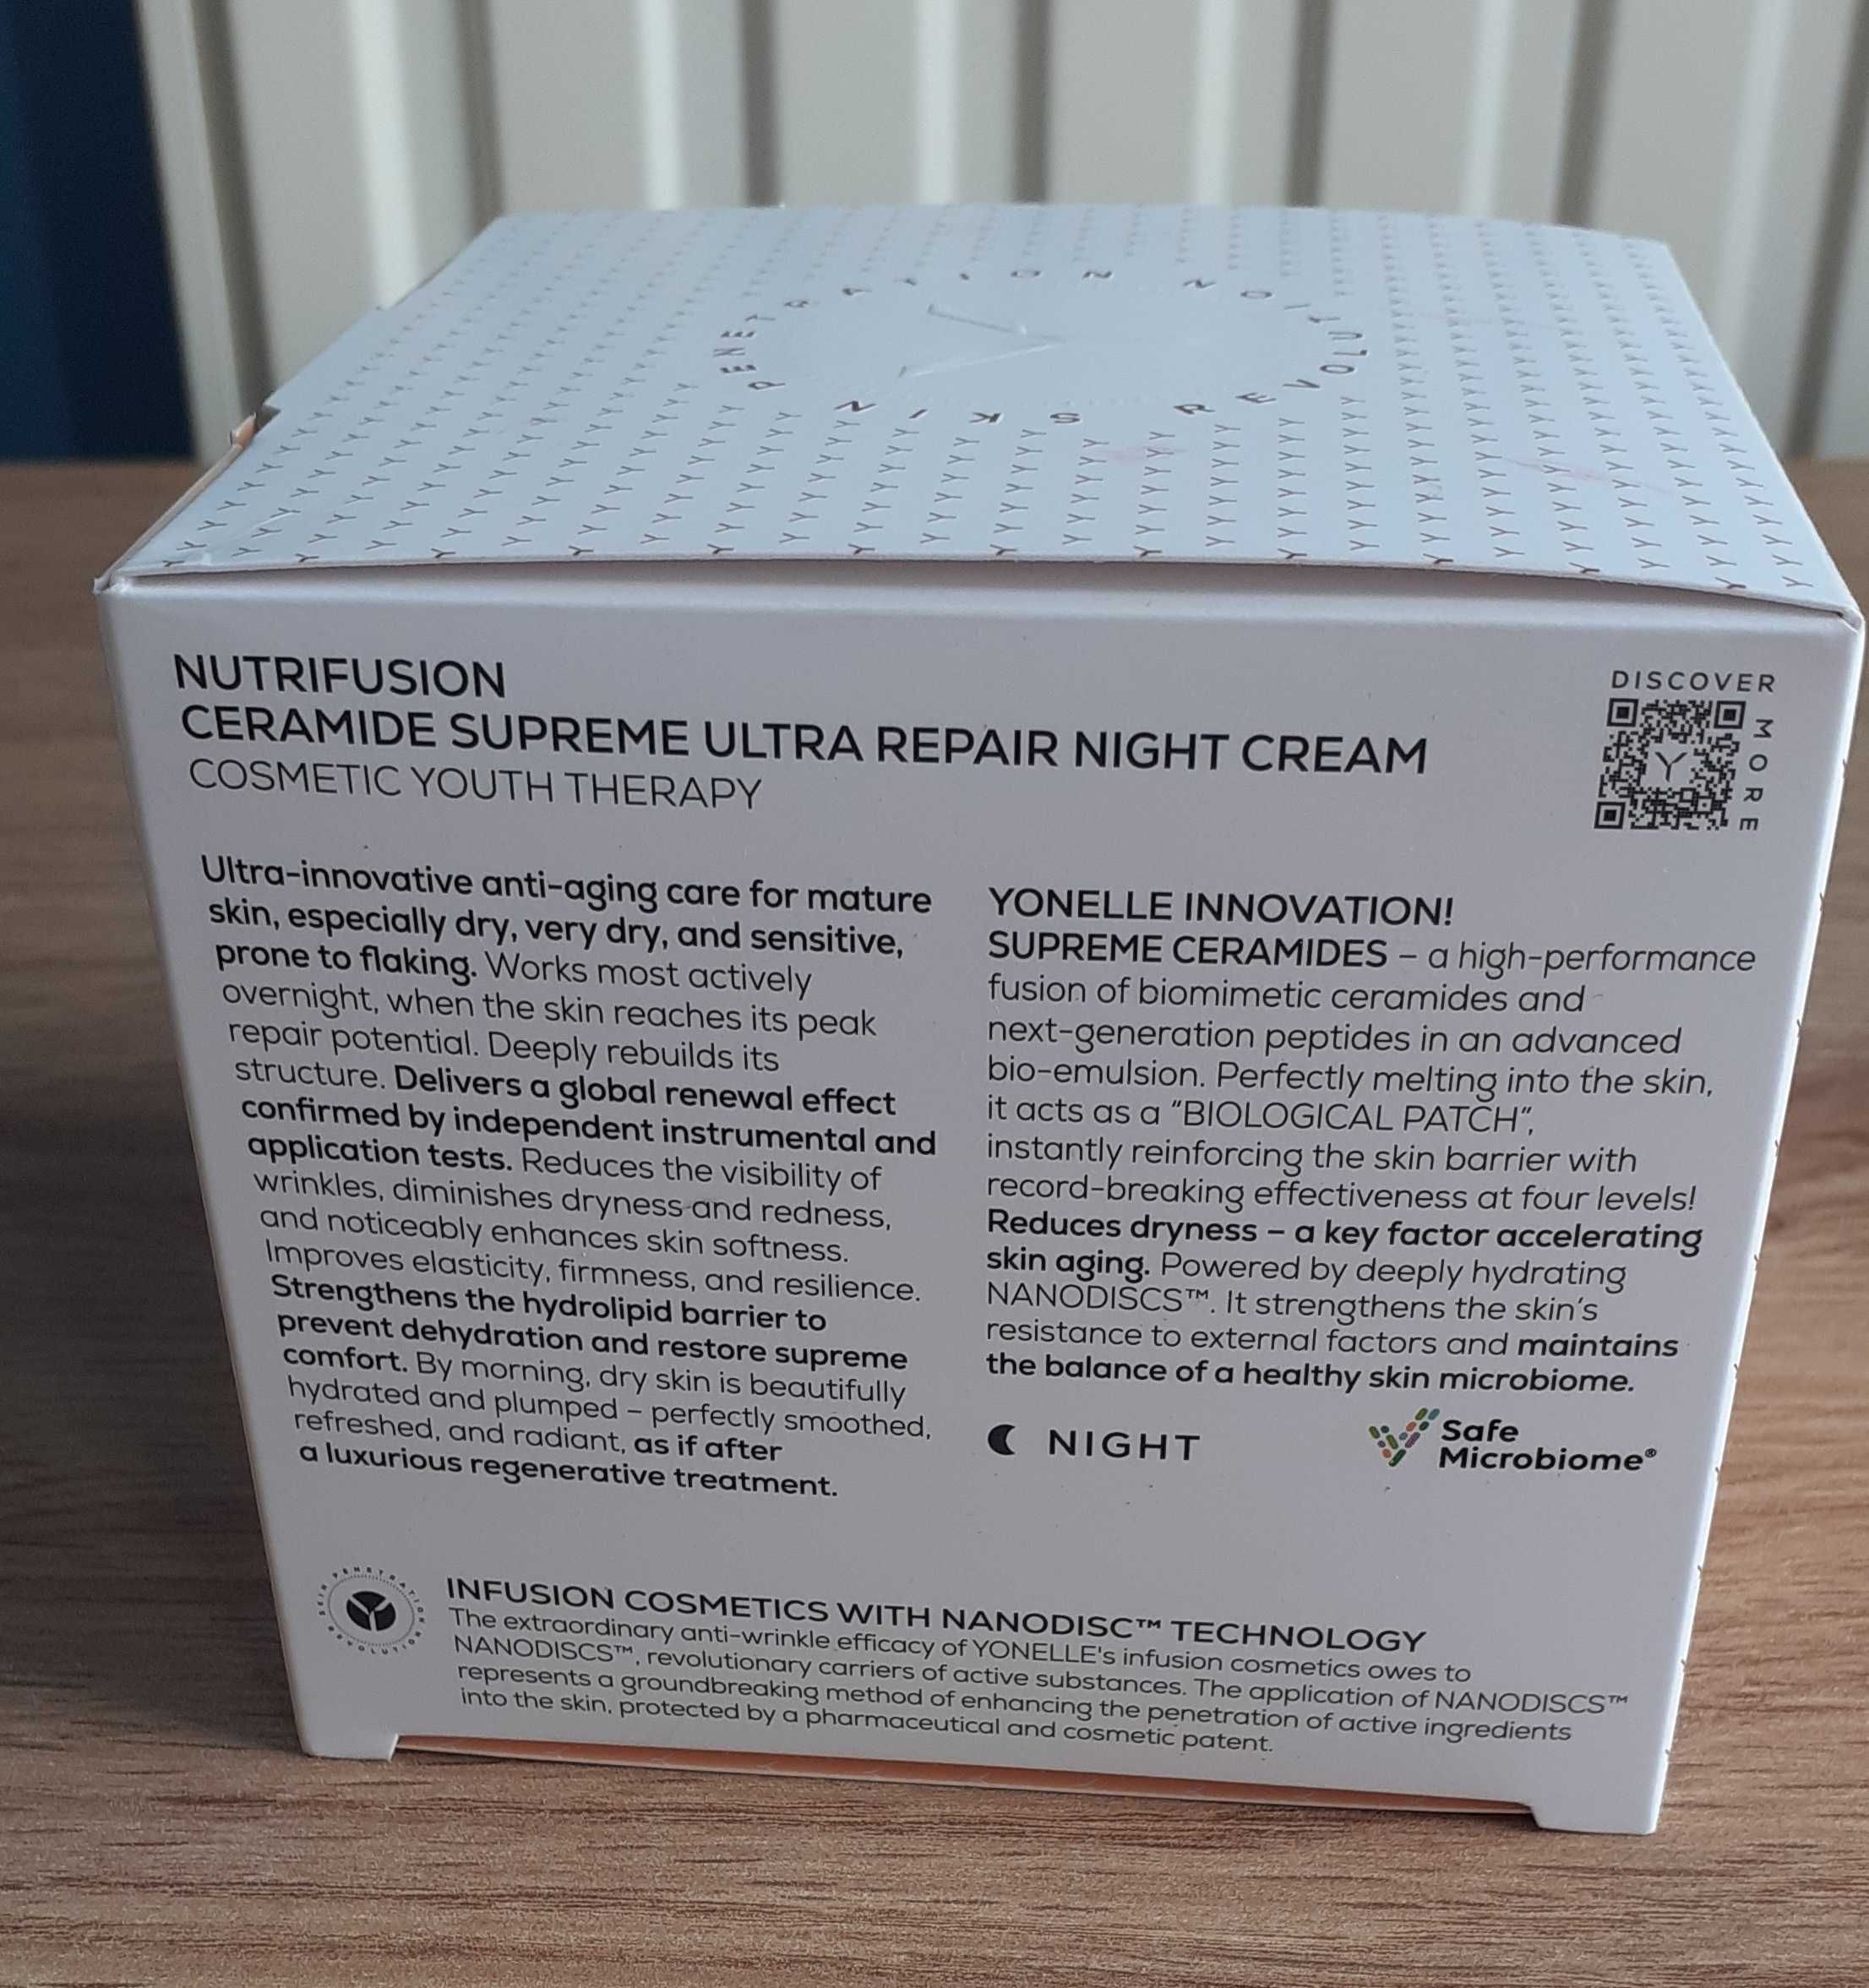 SKIN PENETRATION REVOLUTION
NUTRIFUSION
CERAMIDE SUPREME ULTRA REPAIR NIGHT CREAM
COSMETIC YOUTH THERAPY
DISCOVER
MORE
Y
Ultra-innovative anti-aging care for mature
skin, especially dry, very dry, and sensitive,
prone to flaking. Works most actively
overnight, when the skin reaches its peak
repair potential. Deeply rebuilds its
structure. Delivers a global renewal effect
confirmed by independent instrumental and
application tests. Reduces the visibility of
wrinkles, diminishes dryness and redness,
and noticeably enhances skin softness.
Improves elasticity, firmness, and resilience.
Strengthens the hydrolipid barrier to
prevent dehydration and restore supreme
comfort. By morning, dry skin is beautifully
hydrated and plumped – perfectly smoothed,
refreshed, and radiant, as if after
a luxurious regenerative treatment.
YONELLE INNOVATION!
SUPREME CERAMIDES – a high-performance
fusion of biomimetic ceramides and
next-generation peptides in an advanced
bio-emulsion. Perfectly melting into the skin,
it acts as a "BIOLOGICAL PATCH",
instantly reinforcing the skin barrier with
record-breaking effectiveness at four levels!
Reduces dryness – a key factor accelerating
skin aging. Powered by deeply hydrating
NANODISCS™. It strengthens the skin's
resistance to external factors and maintains
the balance of a healthy skin microbiome.
NIGHT
Safe
Microbiome®
SKIN PENETRATION REVOLUTION
Y
INFUSION COSMETICS WITH NANODISC™ TECHNOLOGY
The extraordinary anti-wrinkle efficacy of YONELLE's infusion cosmetics owes to
NANODISCS™, revolutionary carriers of active substances. The application of NANODISCS™
represents a groundbreaking method of enhancing the penetration of active ingredients
into the skin, protected by a pharmaceutical and cosmetic patent.